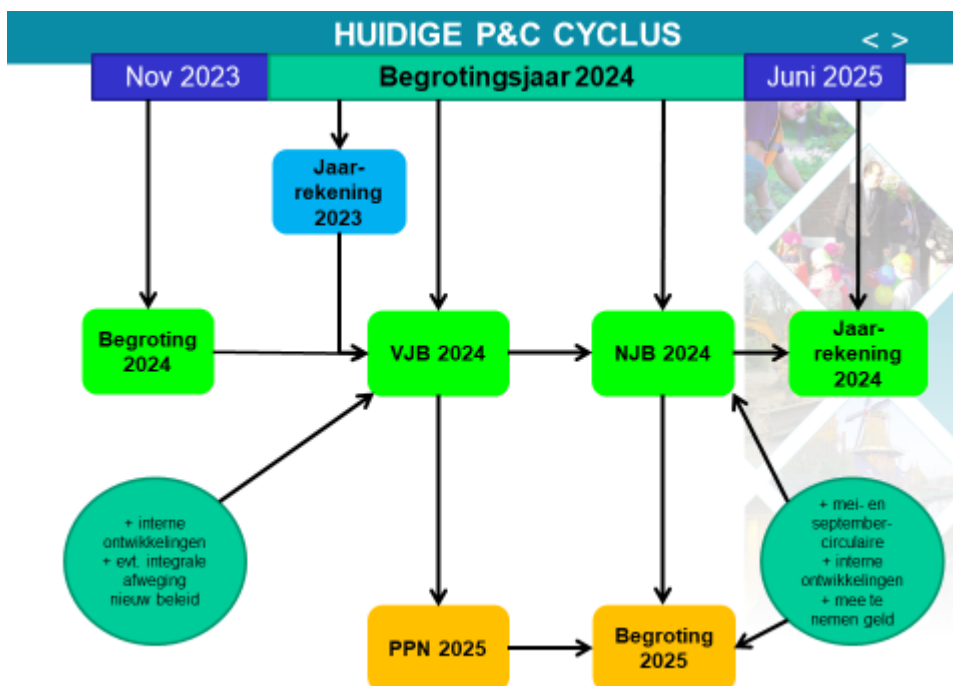 HUIDIGE P&C CYCLUS
< >
Nov 2023
Begrotingsjaar 2024
Juni 2025
Jaar-
rekening
2023
Begroting
2024
VJB 2024
NJB 2024
Jaar-
rekening
2024
+ interne
ontwikkelingen
+ evt. integrale
afweging
nieuw beleid
+ mei- en
september-
circulaire
+ interne
ontwikkelingen
+ mee te
nemen geld
PPN 2025
Begroting
2025